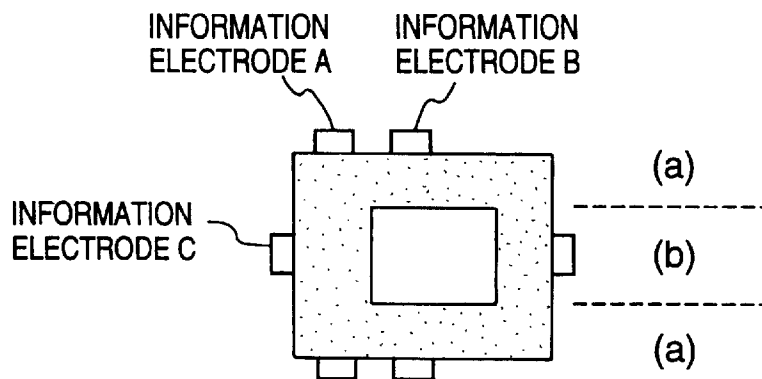 INFORMATION
ELECTRODE A
INFORMATION
ELECTRODE B
(a)
INFORMATION
ELECTRODE C
(b)
(a)